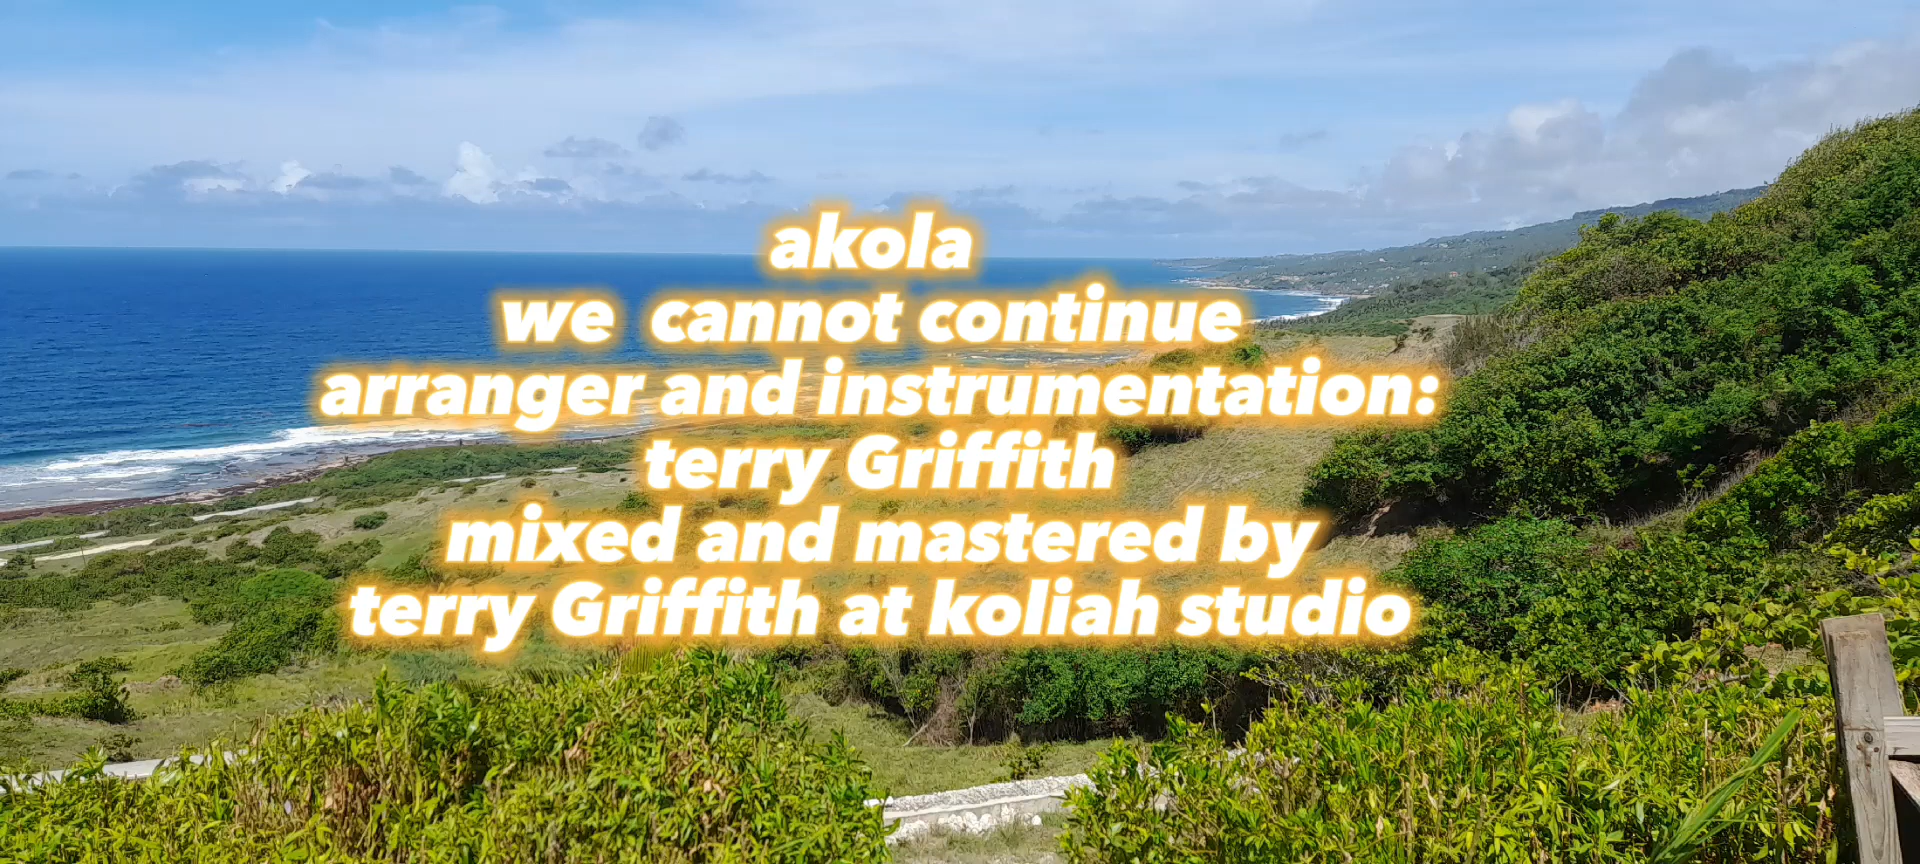 akola
we cannot continue
arranger and instrumentation:
terry Griffith
mixed and mastered by
terry Griffith at koliah studio